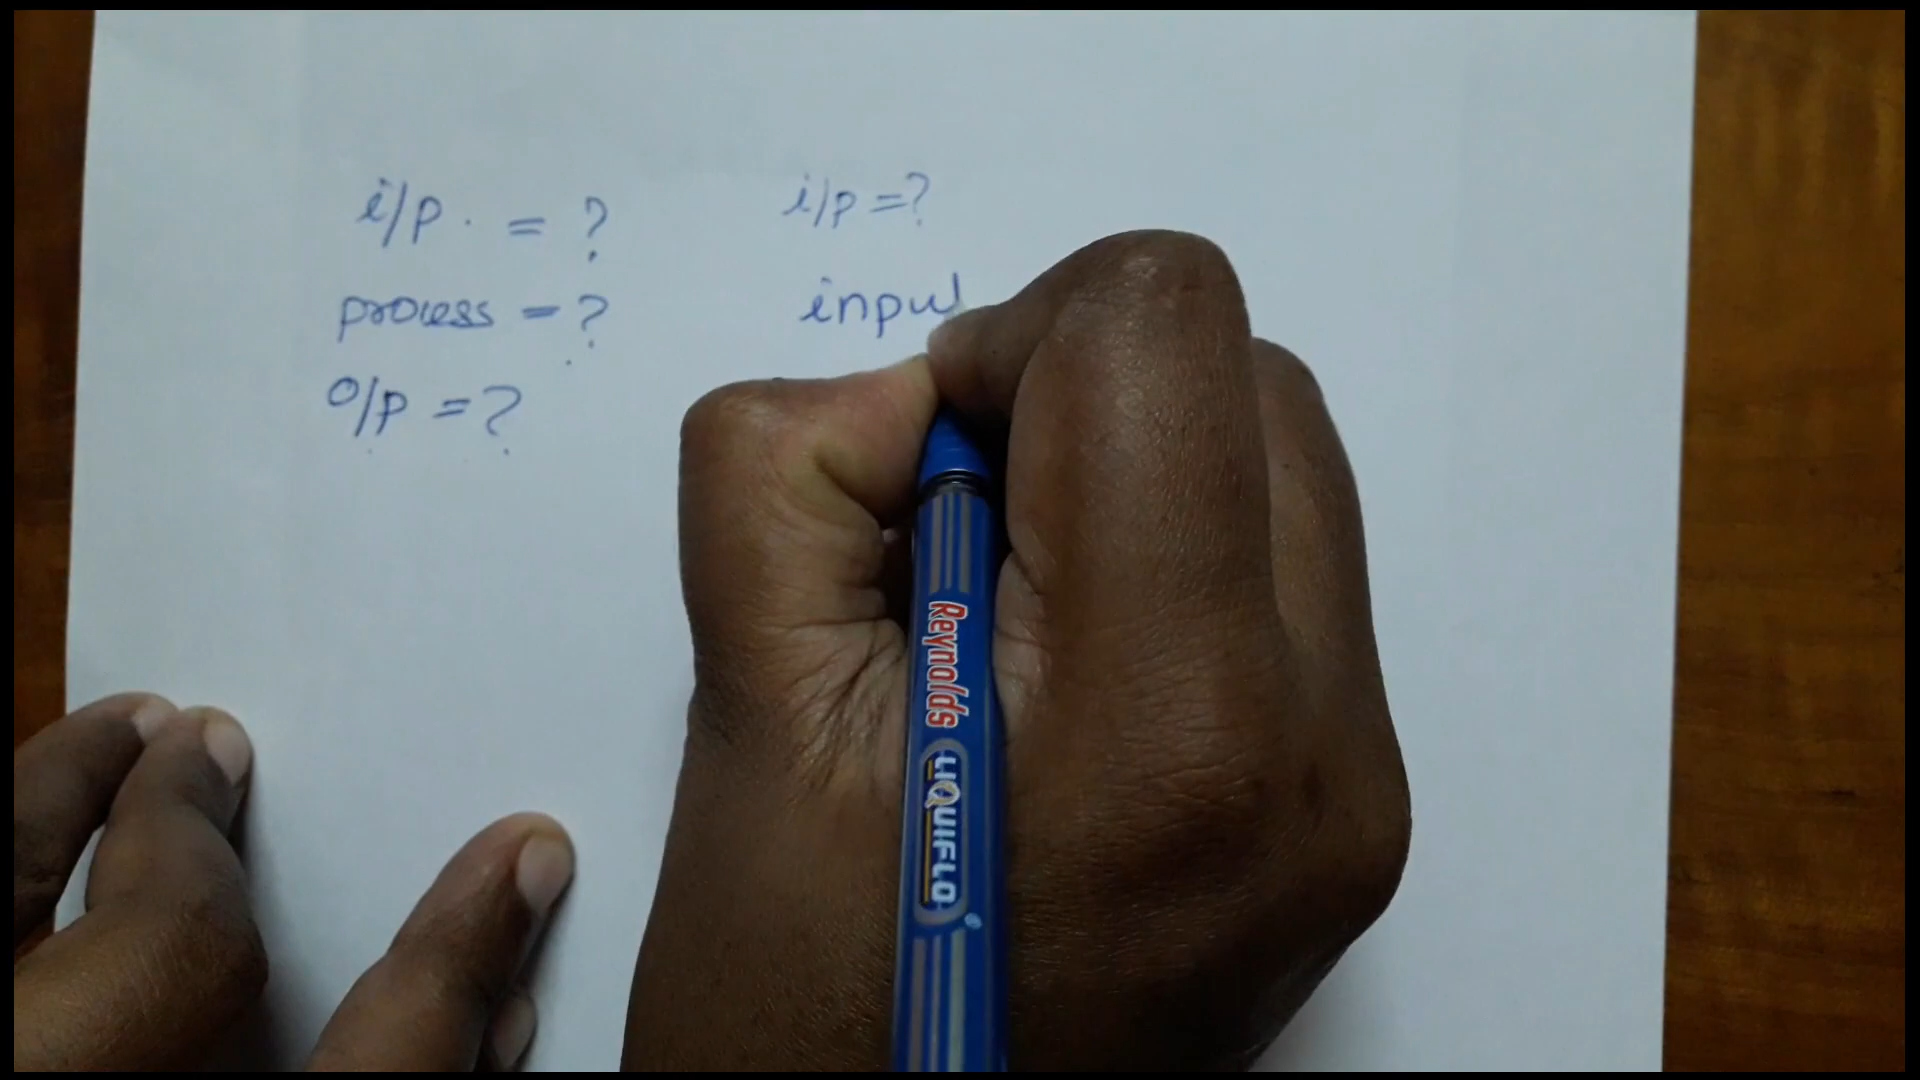 i/p. = ?
process = ?
o/p = ?
i/p = ?
input
Reynolds LIQUIFLO